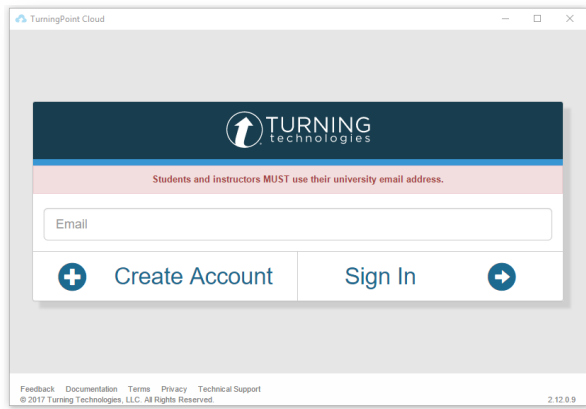 TurningPoint Cloud
TURNING
technologies
Students and instructors MUST use their university email address.
Email
Create Account
Sign In
Feedback Documentation Terms Privacy Technical Support
© 2017 Turning Technologies, LLC. All Rights Reserved.
2.12.0.9